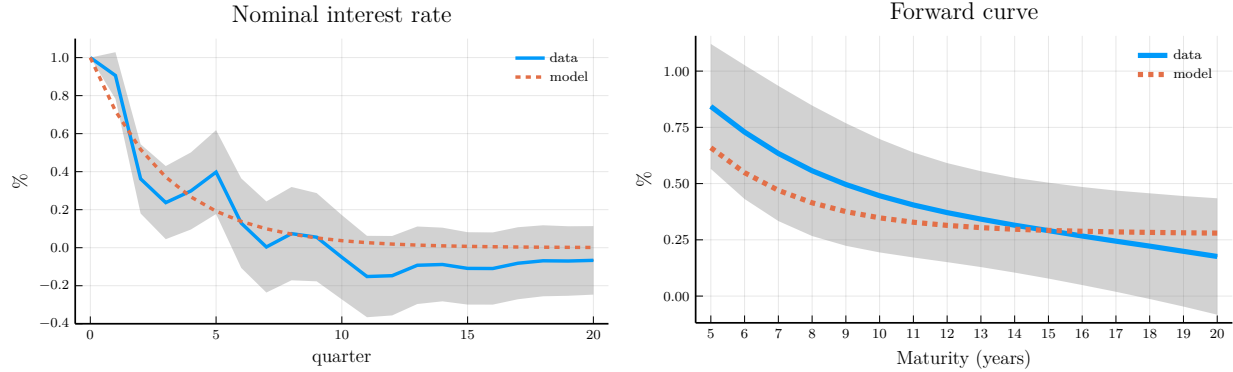 Nominal interest rate
%
1.0
0.8
0.6
0.4
0.2
0.0
−0.2
−0.4
data
model
0 5 10 15 20
quarter
Forward curve
%
1.00
0.75
0.50
0.25
0.00
data
model
5 6 7 8 9 10 11 12 13 14 15 16 17 18 19 20
Maturity (years)